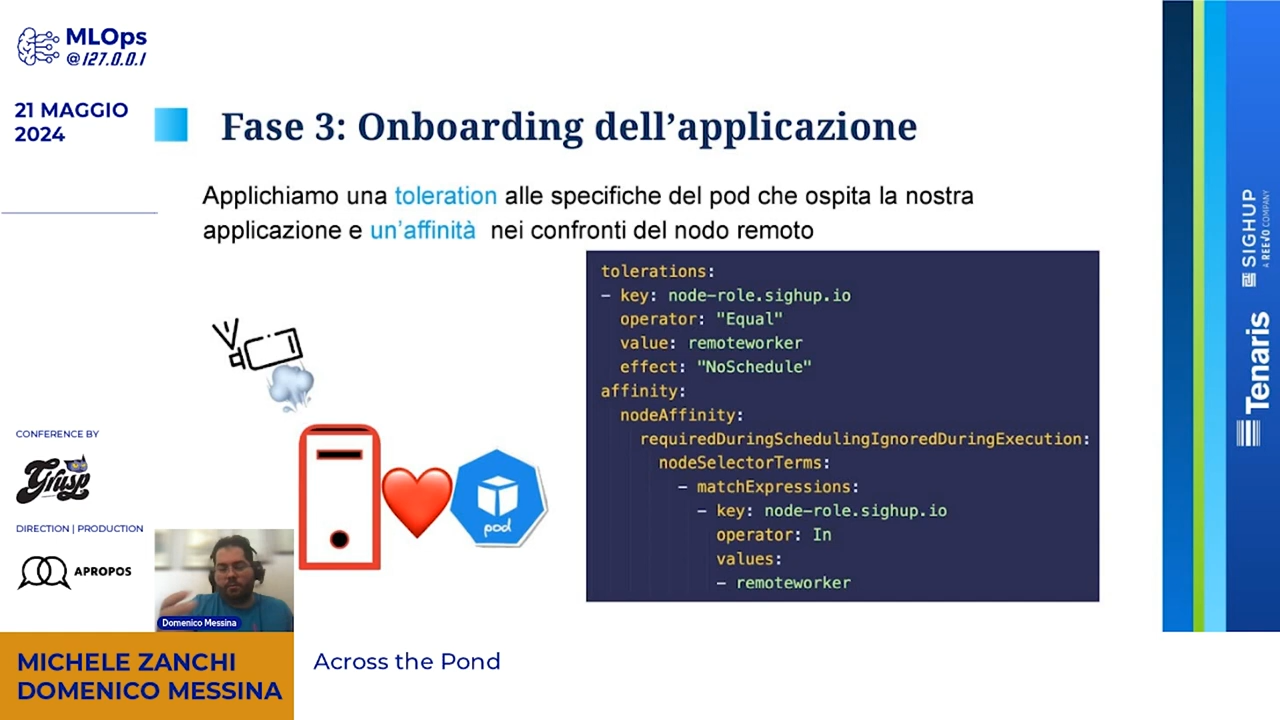 MLOps
@127.0.0.1
21 MAGGIO
2024
Fase 3: Onboarding dell’applicazione
Applichiamo una toleration alle specifiche del pod che ospita la nostra
applicazione e un’affinità nei confronti del nodo remoto
tolerations:
- key: node-role.sighup.io
operator: "Equal"
value: remoteworker
effect: "NoSchedule"
affinity:
nodeAffinity:
requiredDuringSchedulingIgnoredDuringExecution:
nodeSelectorTerms:
- matchExpressions:
- key: node-role.sighup.io
operator: In
values:
- remoteworker
pod
CONFERENCE BY
Grusp
DIRECTION | PRODUCTION
APROPOS
Domenico Messina
MICHELE ZANCHI
DOMENICO MESSINA
Across the Pond
SIGHUP
A REEVO COMPANY
Tenaris